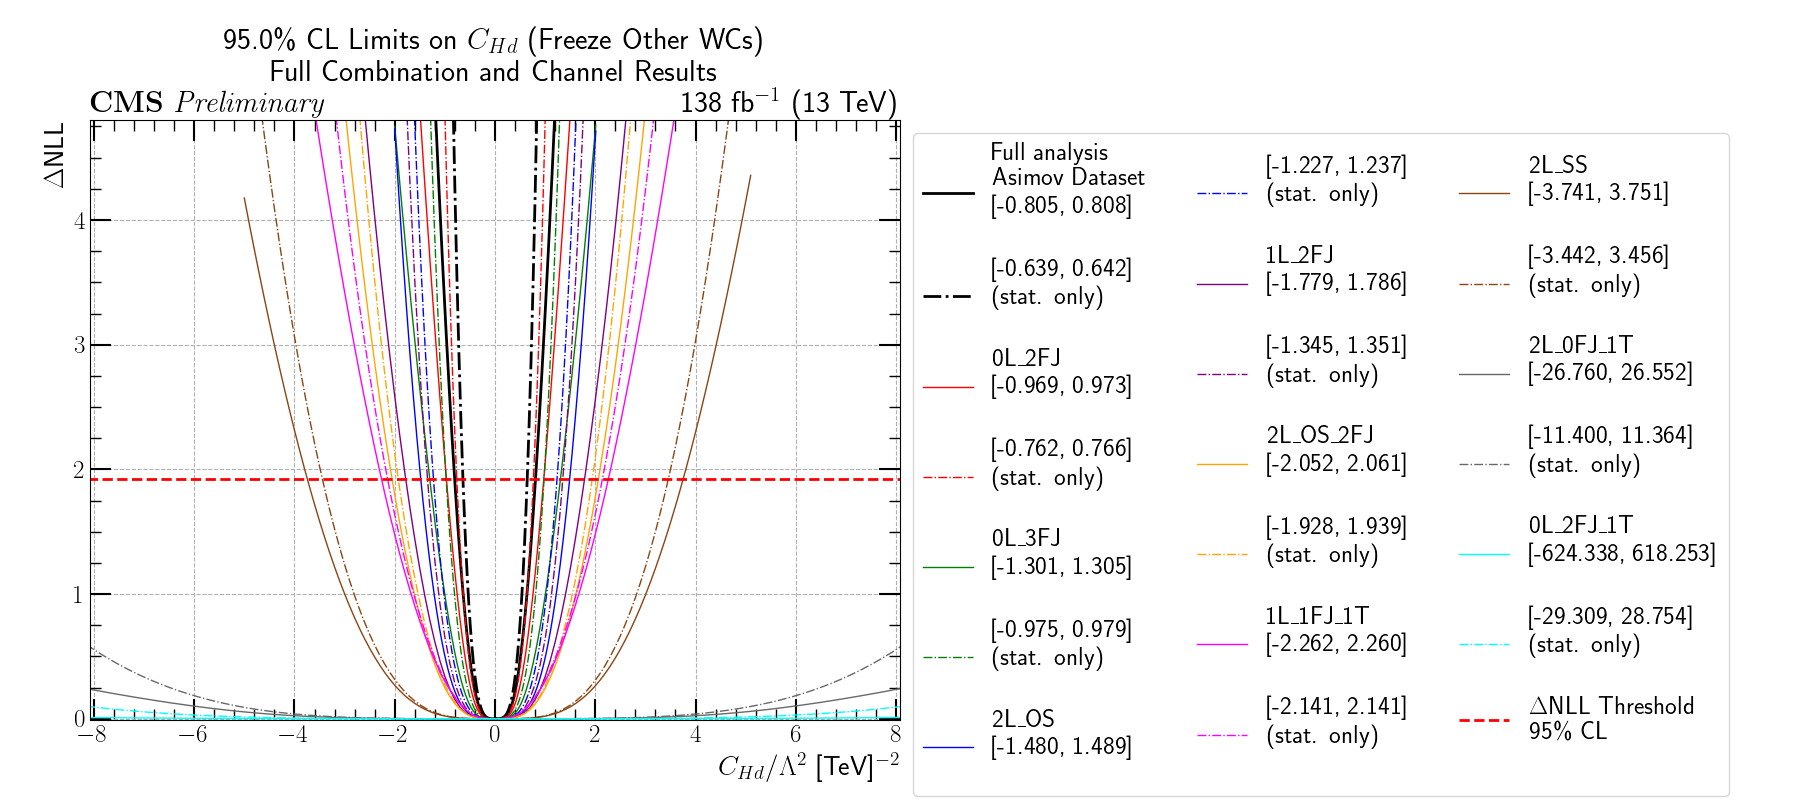 95.0% CL Limits on C_{Hd} (Freeze Other WCs)
Full Combination and Channel Results
CMS Preliminary
138 fb^{−1} (13 TeV)
ΔNLL
4
3
2
1
0
−8
−6
−4
−2
0
2
4
6
8
C_{Hd}/Λ^2 [TeV]^{−2}
Full analysis
Asimov Dataset
[-0.805, 0.808]
[-0.639, 0.642]
(stat. only)
0L_2FJ
[-0.969, 0.973]
[-0.762, 0.766]
(stat. only)
0L_3FJ
[-1.301, 1.305]
[-0.975, 0.979]
(stat. only)
2L_OS
[-1.480, 1.489]
[-1.227, 1.237]
(stat. only)
1L_2FJ
[-1.779, 1.786]
[-1.345, 1.351]
(stat. only)
2L_OS_2FJ
[-2.052, 2.061]
[-1.928, 1.939]
(stat. only)
1L_1FJ_1T
[-2.262, 2.260]
[-2.141, 2.141]
(stat. only)
2L_SS
[-3.741, 3.751]
[-3.442, 3.456]
(stat. only)
2L_0FJ_1T
[-26.760, 26.552]
[-11.400, 11.364]
(stat. only)
0L_2FJ_1T
[-624.338, 618.253]
[-29.309, 28.754]
(stat. only)
ΔNLL Threshold
95% CL